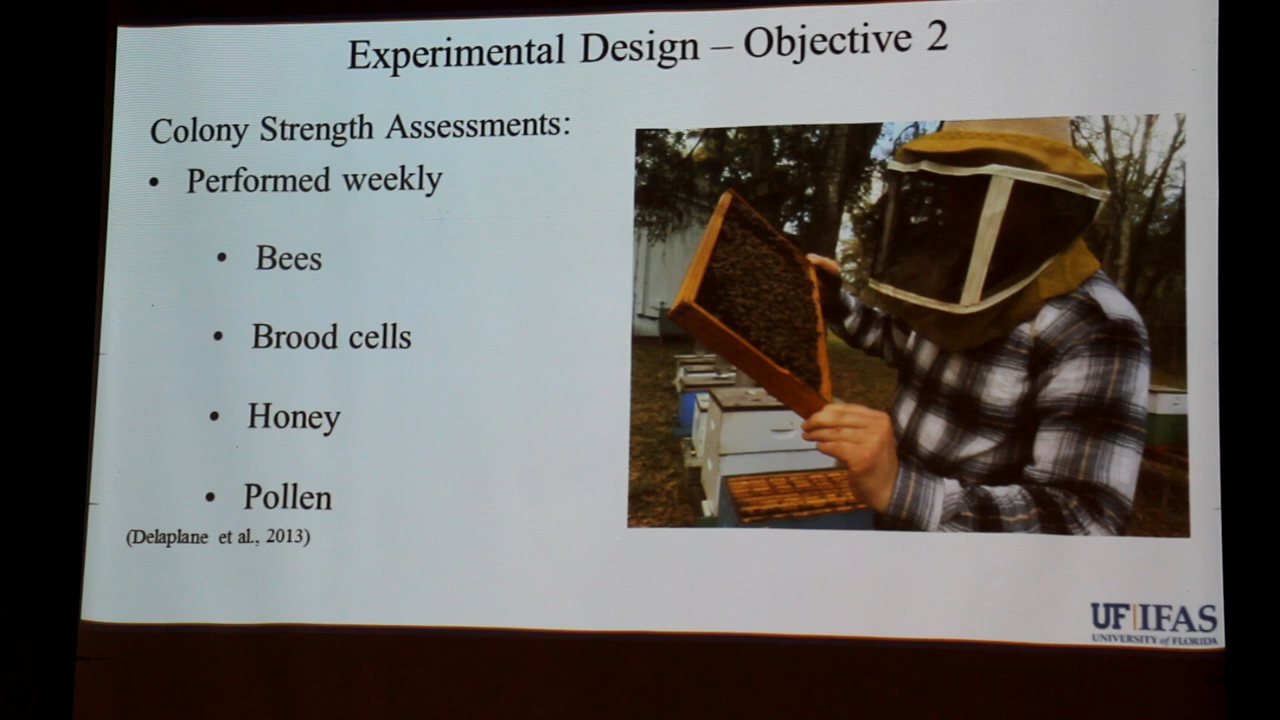 Experimental Design – Objective 2
Colony Strength Assessments:
• Performed weekly
• Bees
• Brood cells
• Honey
• Pollen
(Delaplane et al., 2013)
UF|IFAS
UNIVERSITY of FLORIDA